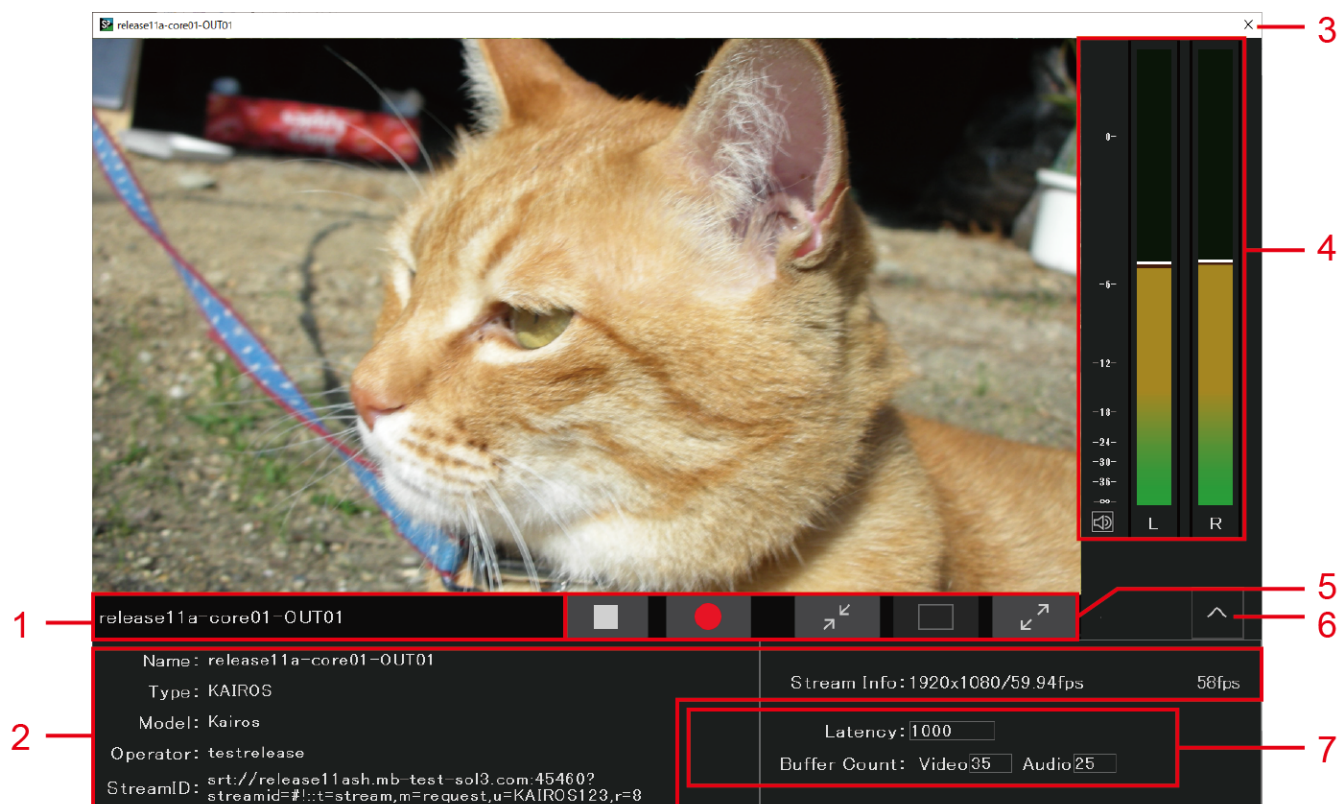 release11a-core01-OUT01
3
0-
-6-
-12-
-18-
-24-
-30-
-36-
-∞-
L R
4
1
release11a-core01-OUT01
5
6
Name: release11a-core01-OUT01
Type: KAIROS
Model: Kairos
Operator: testrelease
StreamID: srt://release11ash.mb-test-sol3.com:45460?
streamid=#!::t=stream,m=request,u=KAIROS123,r=8
2
Stream Info: 1920x1080/59.94fps 58fps
Latency: 1000
Buffer Count: Video 35 Audio 25
7